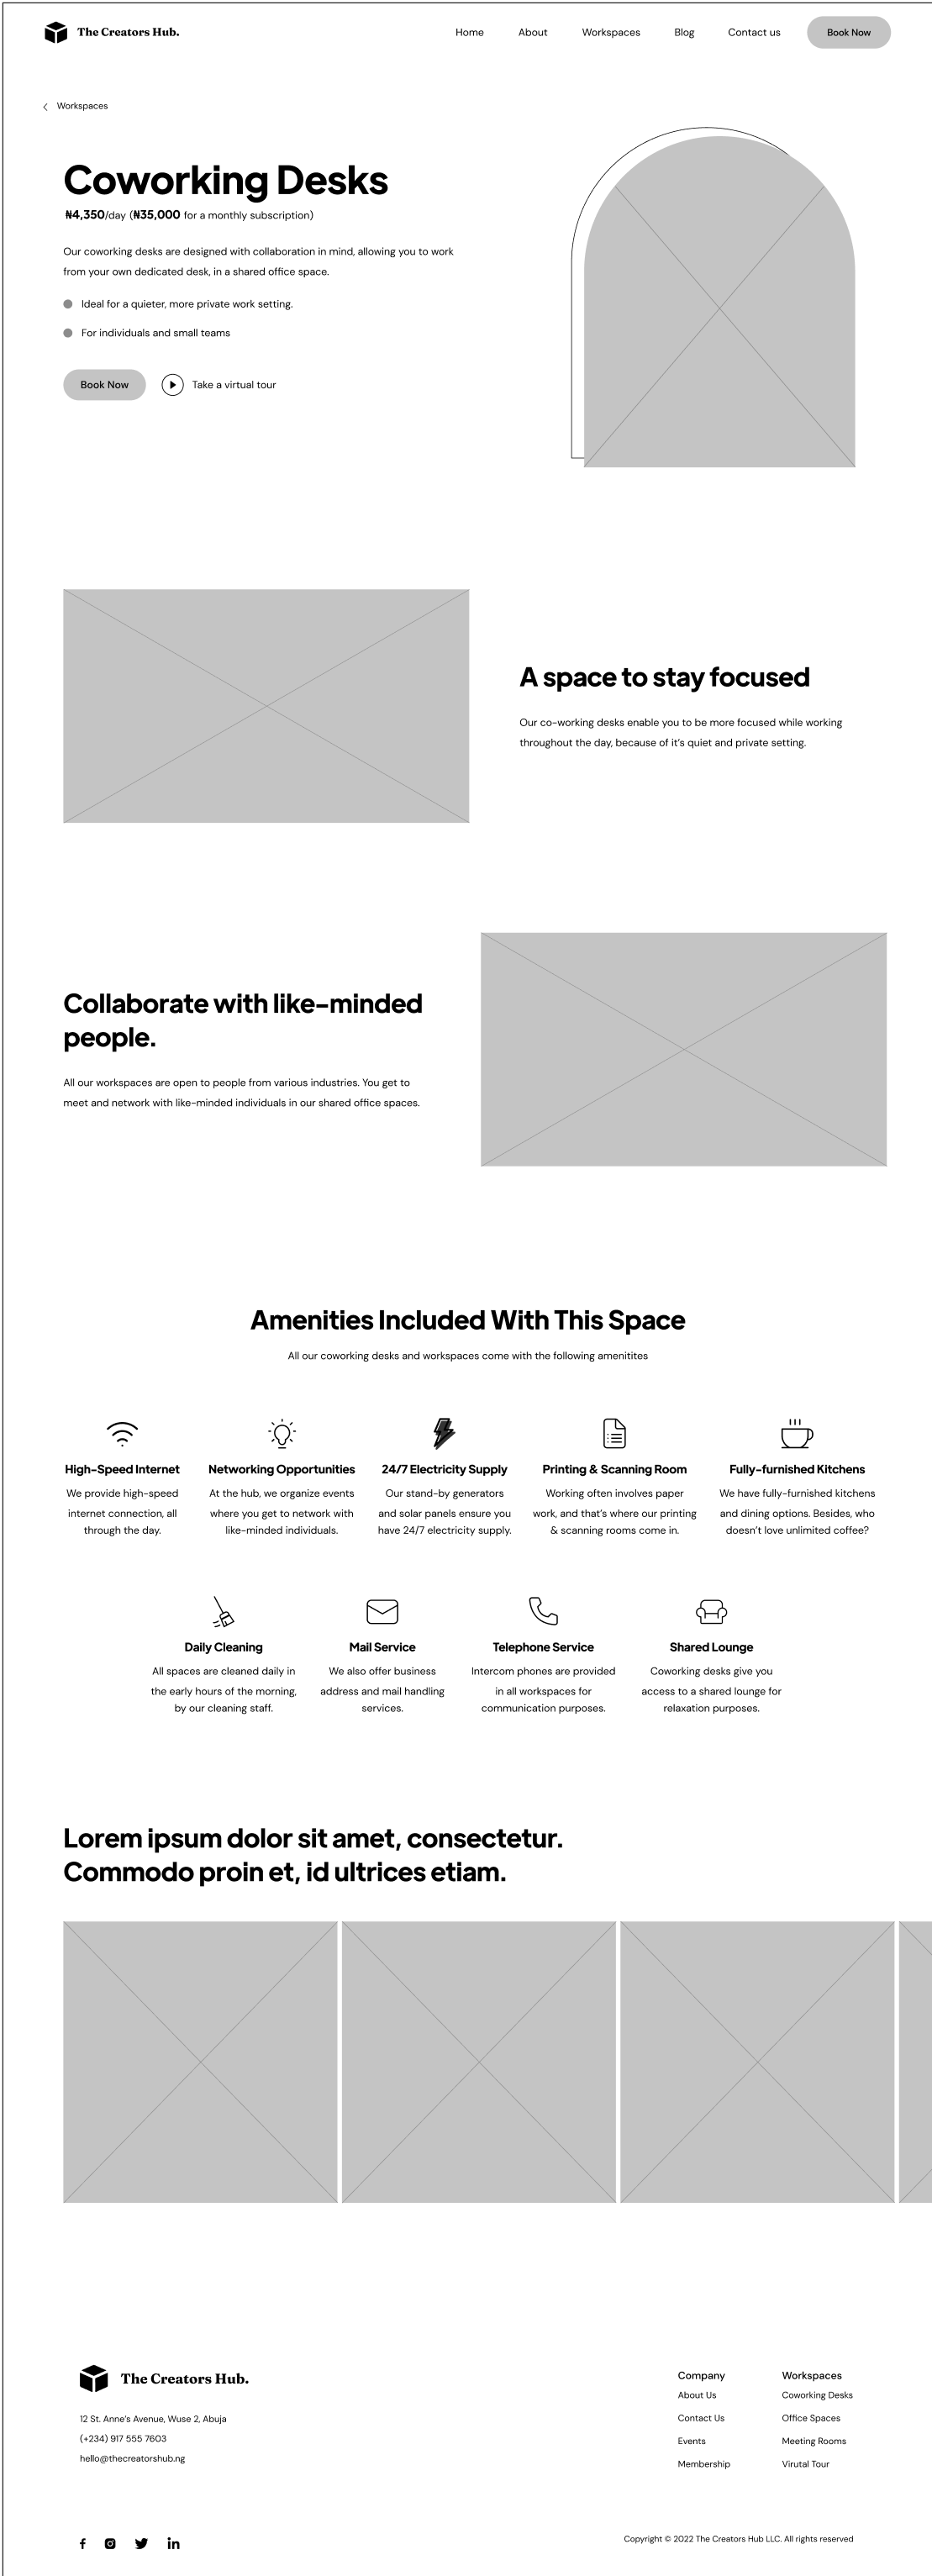 The Creators Hub.
Home About Workspaces Blog Contact us Book Now
Workspaces
Coworking Desks
₦4,350/day (₦35,000 for a monthly subscription)
Our coworking desks are designed with collaboration in mind, allowing you to work
from your own dedicated desk, in a shared office space.
Ideal for a quieter, more private work setting.
For individuals and small teams
Book Now Take a virtual tour
A space to stay focused
Our co-working desks enable you to be more focused while working
throughout the day, because of it's quiet and private setting.
Collaborate with like-minded
people.
All our workspaces are open to people from various industries. You get to
meet and network with like-minded individuals in our shared office spaces.
Amenities Included With This Space
All our coworking desks and workspaces come with the following amenitites
High-Speed Internet
We provide high-speed
internet connection, all
through the day.
Networking Opportunities
At the hub, we organize events
where you get to network with
like-minded individuals.
24/7 Electricity Supply
Our stand-by generators
and solar panels ensure you
have 24/7 electricity supply.
Printing & Scanning Room
Working often involves paper
work, and that's where our printing
& scanning rooms come in.
Fully-furnished Kitchens
We have fully-furnished kitchens
and dining options. Besides, who
doesn't love unlimited coffee?
Daily Cleaning
All spaces are cleaned daily in
the early hours of the morning,
by our cleaning staff.
Mail Service
We also offer business
address and mail handling
services.
Telephone Service
Intercom phones are provided
in all workspaces for
communication purposes.
Shared Lounge
Coworking desks give you
access to a shared lounge for
relaxation purposes.
Lorem ipsum dolor sit amet, consectetur.
Commodo proin et, id ultrices etiam.
The Creators Hub.
12 St. Anne's Avenue, Wuse 2, Abuja
(+234) 917 555 7603
hello@thecreatorshub.ng
Company
About Us
Contact Us
Events
Membership
Workspaces
Coworking Desks
Office Spaces
Meeting Rooms
Virutal Tour
Copyright © 2022 The Creators Hub LLC. All rights reserved